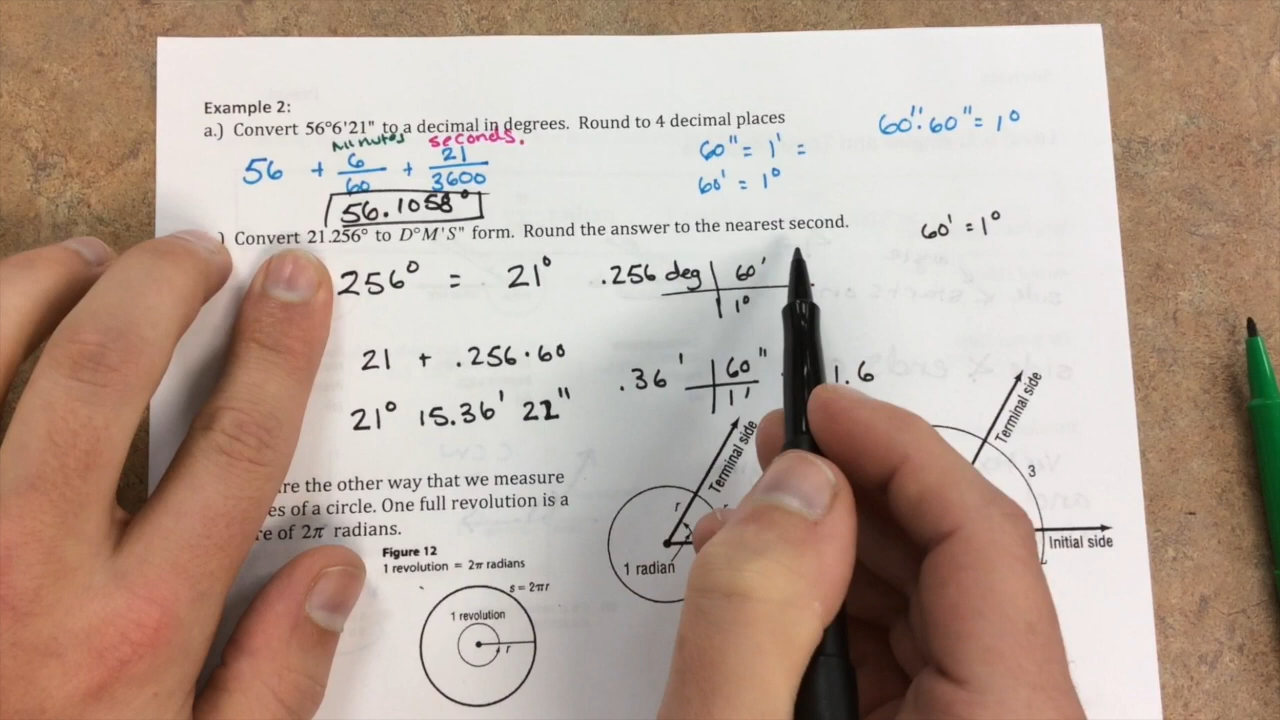 Example 2:
a.) Convert 56°6'21" to a decimal in degrees. Round to 4 decimal places
minutes seconds.
56 + 6/60 + 21/3600
56.1058°
60" = 1' =
60' = 1°
60'·60" = 1°
) Convert 21.256° to D°M'S" form. Round the answer to the nearest second.
60' = 1°
256° = 21° .256 deg | 60'
1°
21 + .256·60
.36' | 60" 1.6
1'
21° 15.36' 22"
re the other way that we measure
es of a circle. One full revolution is a
re of 2π radians.
Figure 12
1 revolution = 2π radians
s = 2πr
1 revolution
r
Terminal side
r
r
1 radian
Terminal side
3
Initial side